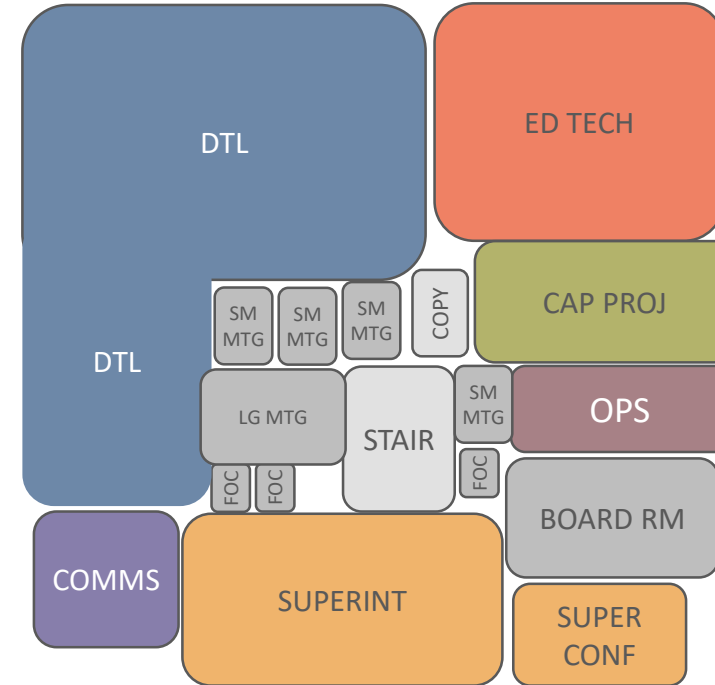 DTL
ED TECH
CAP PROJ
SM
MTG
SM
MTG
SM
MTG
COPY
DTL
LG MTG
STAIR
SM
MTG
OPS
FOC
FOC
FOC
BOARD RM
COMMS
SUPERINT
SUPER
CONF